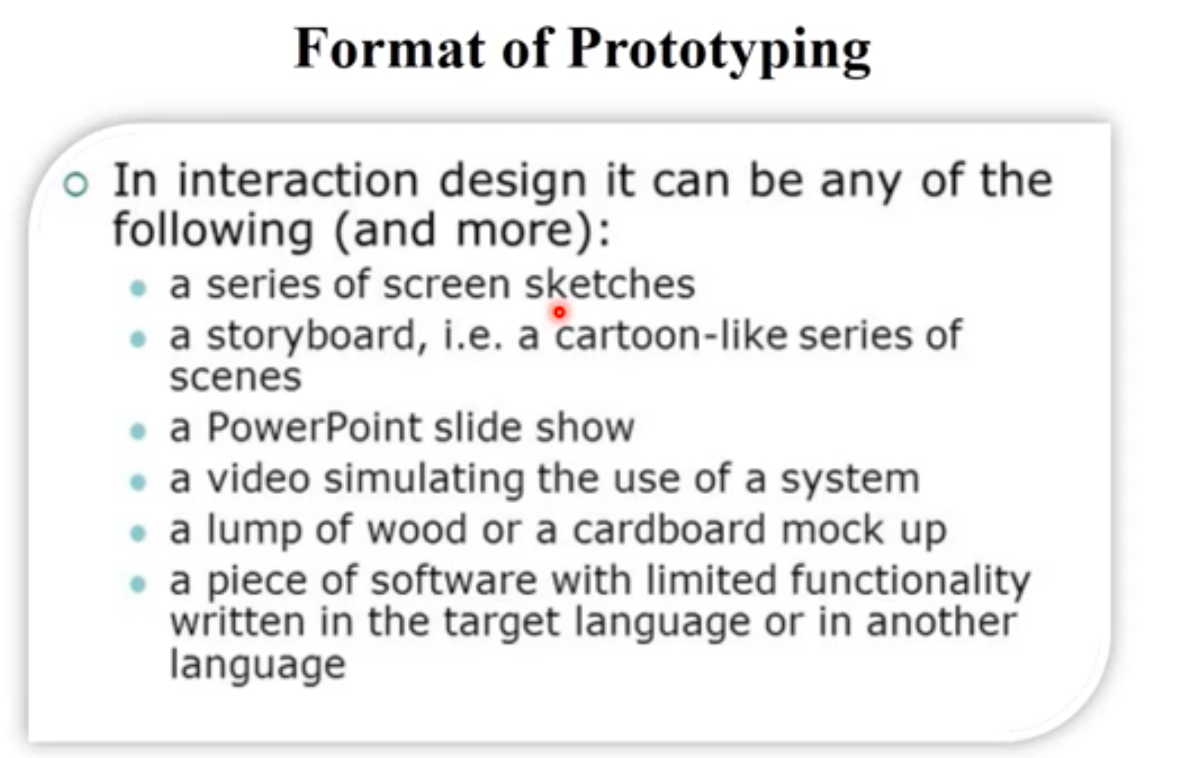 Format of Prototyping
In interaction design it can be any of the
following (and more):
a series of screen sketches
a storyboard, i.e. a cartoon-like series of
scenes
a PowerPoint slide show
a video simulating the use of a system
a lump of wood or a cardboard mock up
a piece of software with limited functionality
written in the target language or in another
language